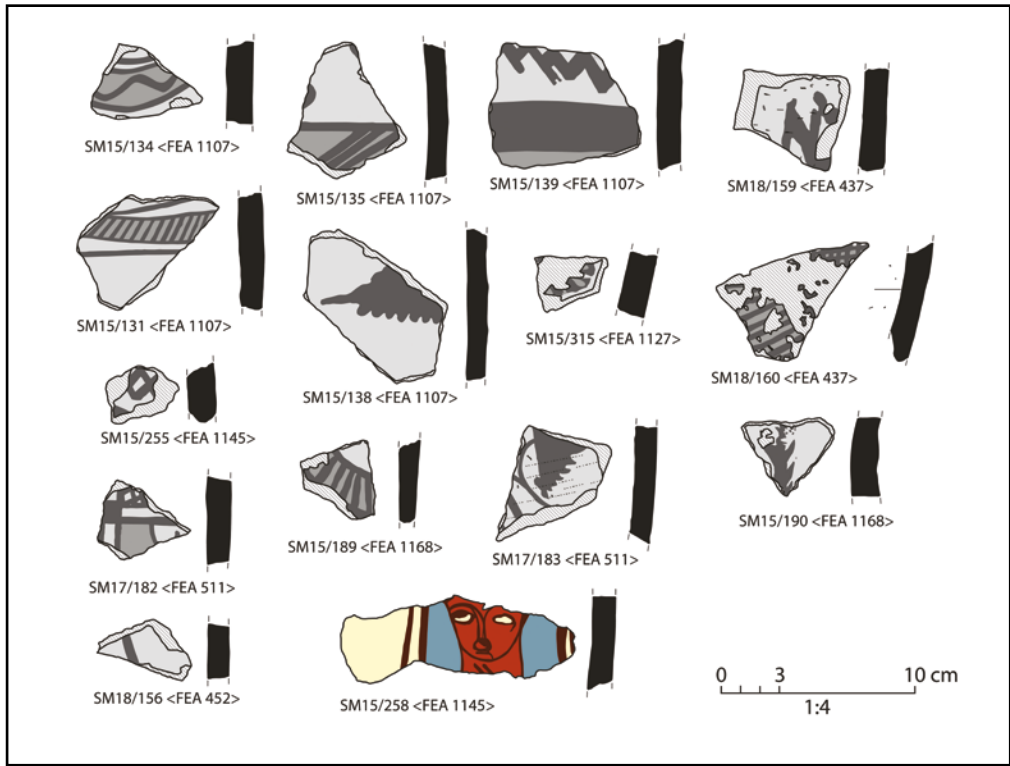 SM15/134 <FEA 1107>
SM15/135 <FEA 1107>
SM15/139 <FEA 1107>
SM18/159 <FEA 437>
SM15/131 <FEA 1107>
SM15/138 <FEA 1107>
SM15/315 <FEA 1127>
SM18/160 <FEA 437>
SM15/255 <FEA 1145>
SM15/189 <FEA 1168>
SM17/183 <FEA 511>
SM15/190 <FEA 1168>
SM17/182 <FEA 511>
SM18/156 <FEA 452>
SM15/258 <FEA 1145>
0 3 10 cm
1:4